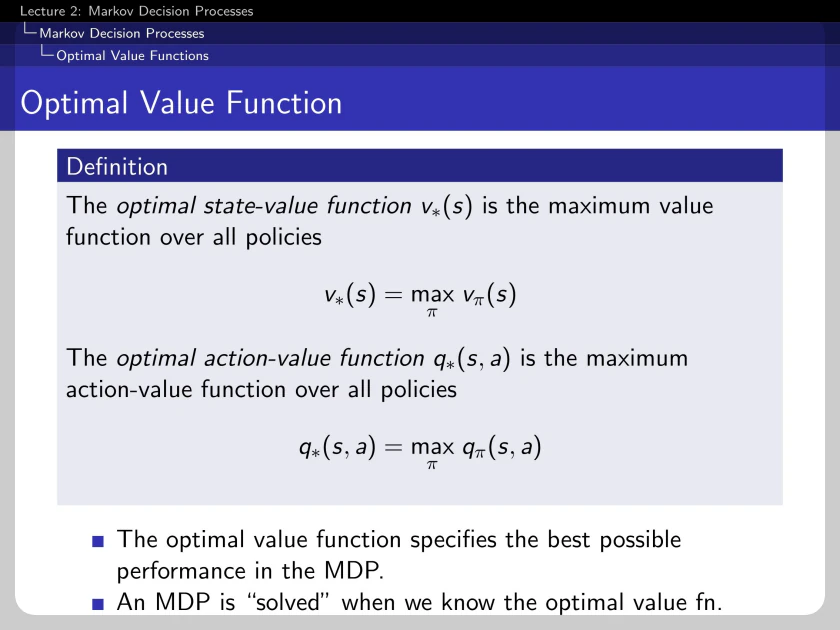 Lecture 2: Markov Decision Processes
Markov Decision Processes
Optimal Value Functions
Optimal Value Function
Definition
The optimal state-value function v∗(s) is the maximum value
function over all policies
v∗(s) = max vπ(s)
π
The optimal action-value function q∗(s, a) is the maximum
action-value function over all policies
q∗(s, a) = max qπ(s, a)
π
The optimal value function specifies the best possible
performance in the MDP.
An MDP is “solved” when we know the optimal value fn.